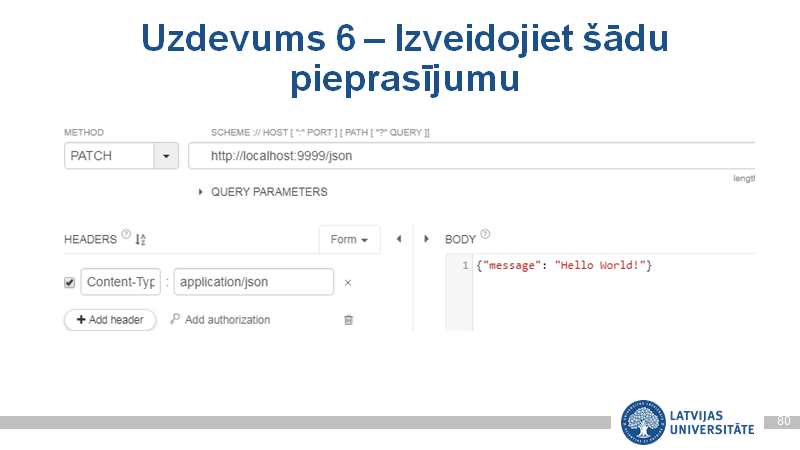 Uzdevums 6 – Izveidojiet šādu
pieprasījumu
METHOD
SCHEME :// HOST [ ":" PORT ] [ PATH [ "?" QUERY ]]
PATCH
http://localhost:9999/json
length
QUERY PARAMETERS
HEADERS
Form
BODY
Content-Typ : application/json ×
1 {"message": "Hello World!"}
+ Add header
Add authorization
LATVIJAS
UNIVERSITĀTE
80